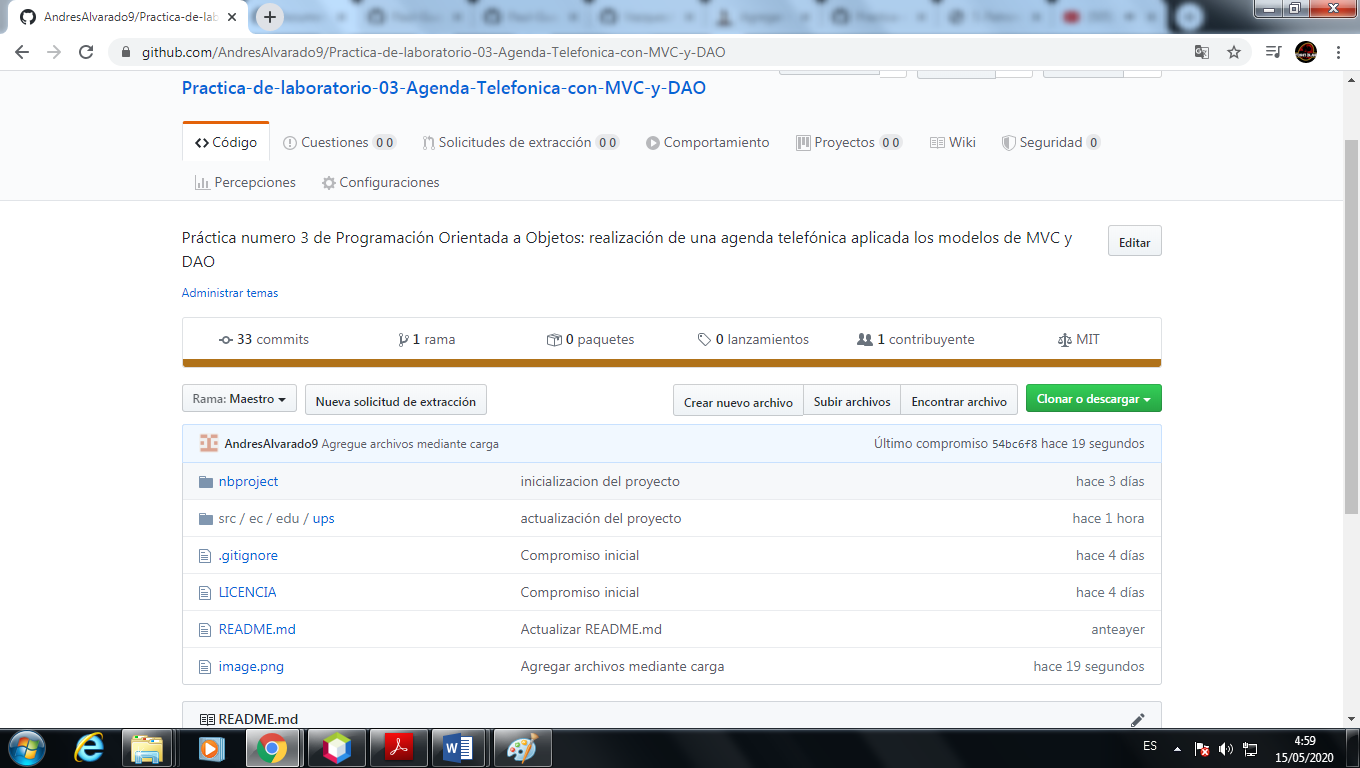 AndresAlvarado9/Practica-de-lab
github.com/AndresAlvarado9/Practica-de-laboratorio-03-Agenda-Telefonica-con-MVC-y-DAO
Practica-de-laboratorio-03-Agenda-Telefonica-con-MVC-y-DAO
Código Cuestiones 0 0 Solicitudes de extracción 0 0 Comportamiento Proyectos 0 0 Wiki Seguridad 0
Percepciones Configuraciones
Práctica numero 3 de Programación Orientada a Objetos: realización de una agenda telefónica aplicada los modelos de MVC y
DAO
Editar
Administrar temas
33 commits 1 rama 0 paquetes 0 lanzamientos 1 contribuyente MIT
Rama: Maestro Nueva solicitud de extracción Crear nuevo archivo Subir archivos Encontrar archivo Clonar o descargar
AndresAlvarado9 Agregue archivos mediante carga Último compromiso 54bc6f8 hace 19 segundos
nbproject inicializacion del proyecto hace 3 días
src / ec / edu / ups actualización del proyecto hace 1 hora
.gitignore Compromiso inicial hace 4 días
LICENCIA Compromiso inicial hace 4 días
README.md Actualizar README.md anteayer
image.png Agregar archivos mediante carga hace 19 segundos
README.md
ES
4:59
15/05/2020